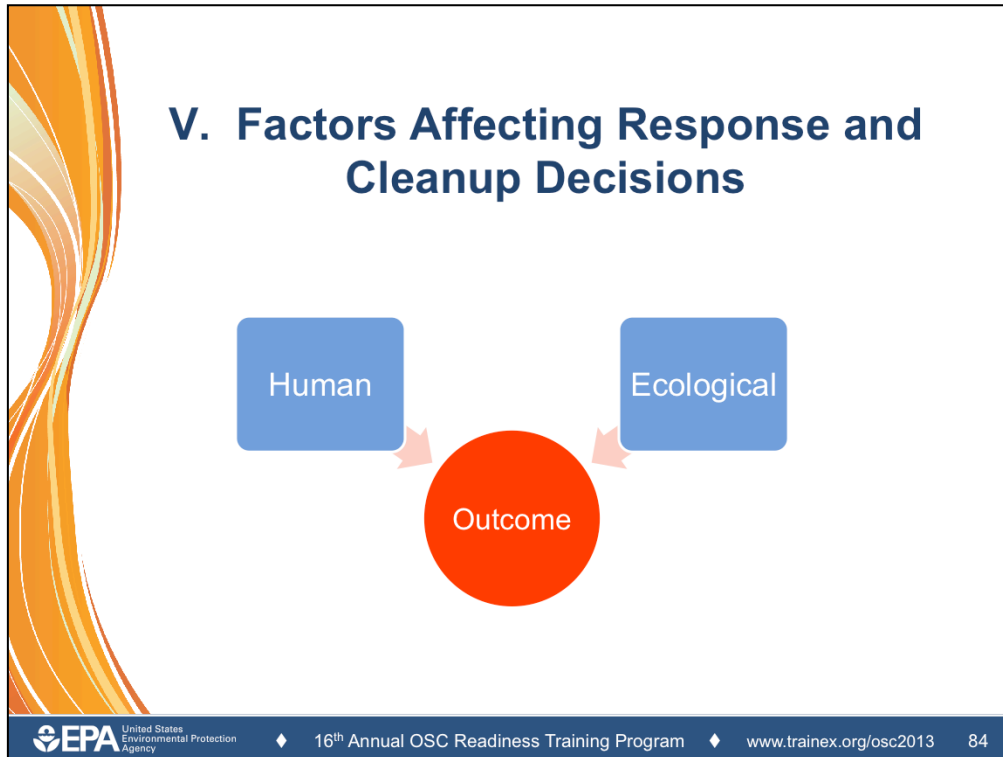 V. Factors Affecting Response and
Cleanup Decisions
Human
Ecological
Outcome
EPA United States
Environmental Protection
Agency
♦ 16th Annual OSC Readiness Training Program ♦ www.trainex.org/osc2013 84